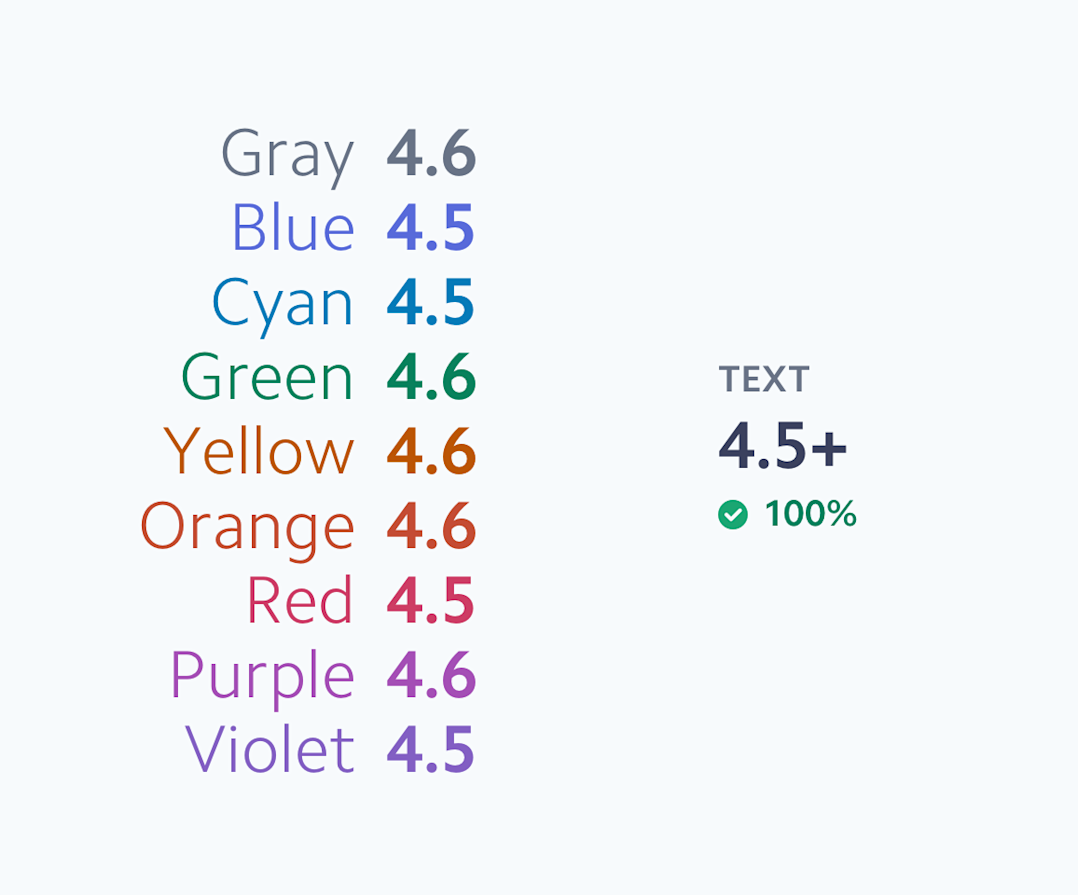 Gray 4.6
Blue 4.5
Cyan 4.5
Green 4.6
Yellow 4.6
Orange 4.6
Red 4.5
Purple 4.6
Violet 4.5
TEXT
4.5+
100%